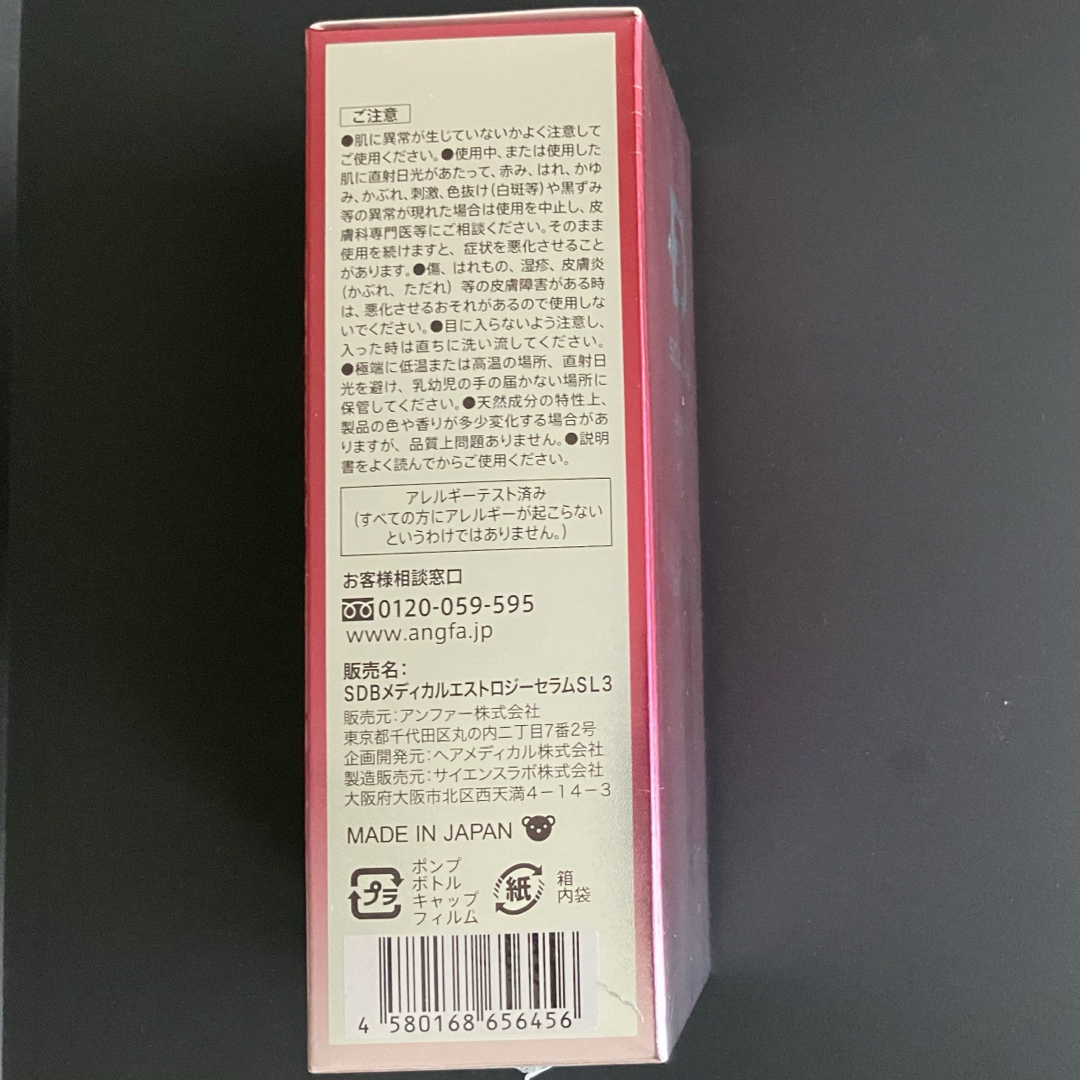 ご注意
●肌に異常が生じていないかよく注意して
ご使用ください。●使用中、または使用した
肌に直射日光があたって、赤み、はれ、かゆ
み、かぶれ、刺激、色抜け(白斑等)や黒ずみ
等の異常が現れた場合は使用を中止し、皮
膚科専門医等にご相談ください。そのまま
使用を続けますと、症状を悪化させること
があります。●傷、はれもの、湿疹、皮膚炎
(かぶれ、ただれ)等の皮膚障害がある時
は、悪化させるおそれがあるので使用しな
いでください。●目に入らないよう注意し、
入った時は直ちに洗い流してください。
●極端に低温または高温の場所、直射日
光を避け、乳幼児の手の届かない場所に
保管してください。●天然成分の特性上、
製品の色や香りが多少変化する場合があ
りますが、品質上問題ありません。●説明
書をよく読んでからご使用ください。
アレルギーテスト済み
(すべての方にアレルギーが起こらない
というわけではありません。)
お客様相談窓口
0120-059-595
www.angfa.jp
販売名:
SDBメディカルエストロジーセラムSL3
販売元:アンファー株式会社
東京都千代田区丸の内二丁目7番2号
企画開発元:ヘアメディカル株式会社
製造販売元:サイエンスラボ株式会社
大阪府大阪市北区西天満4-14-3
MADE IN JAPAN
プラ
ポンプ
ボトル
キャップ
フィルム
紙
箱
内袋
4 580168 656456